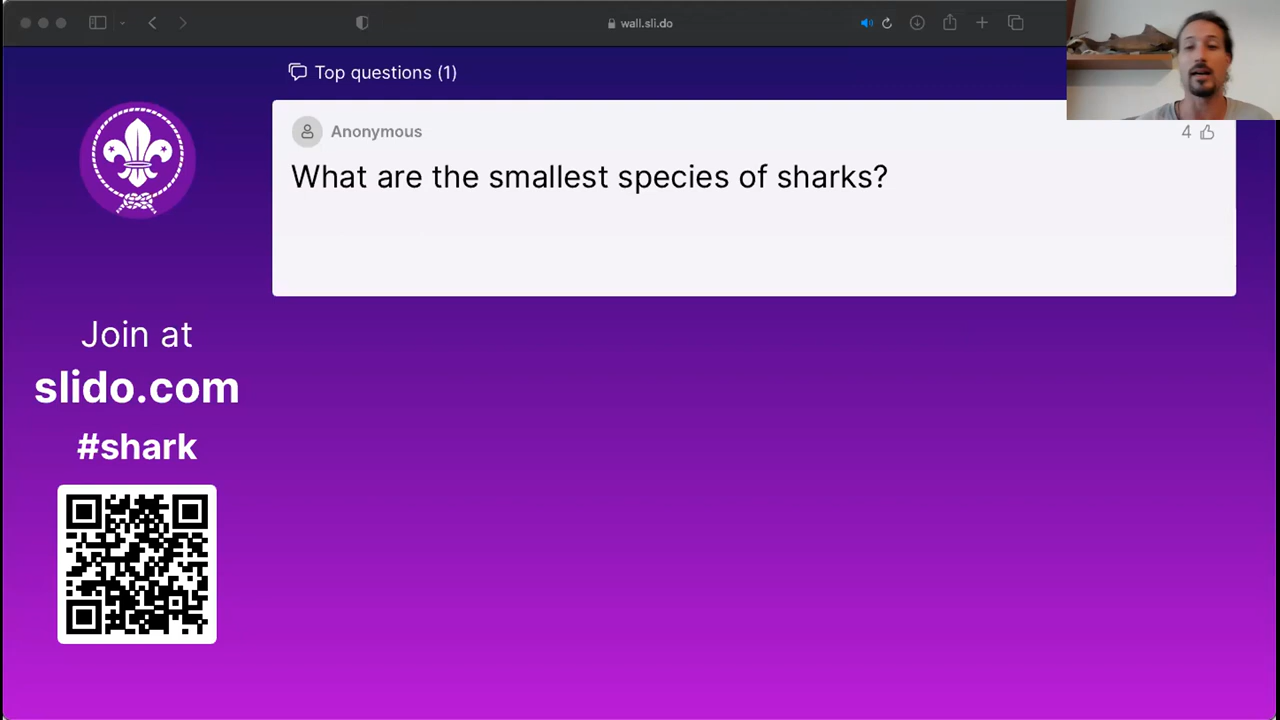 wall.sli.do
Top questions (1)
Anonymous
4
What are the smallest species of sharks?
Join at
slido.com
#shark